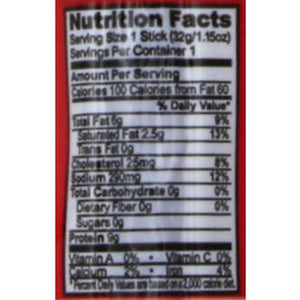 Nutrition Facts
Serving Size 1 Stick (32g/1.15oz)
Servings Per Container 1
Amount Per Serving
Calories 100 Calories from Fat 60
% Daily Value*
Total Fat 6g 9%
Saturated Fat 2.5g 13%
Trans Fat 0g
Cholesterol 25mg 8%
Sodium 290mg 12%
Total Carbohydrate 0g 0%
Dietary Fiber 0g 0%
Sugars 0g
Protein 9g
Vitamin A 0% • Vitamin C 0%
Calcium 2% • Iron 4%
Percent Daily Values are based on a 2,000 calorie diet.